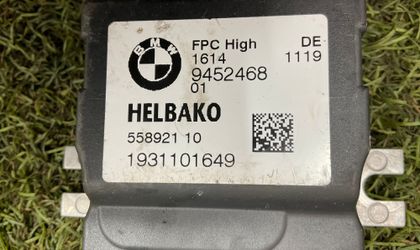 BMW
FPC High DE
1614 1119
9452468
01
HELBAKO
558921 10
1931101649